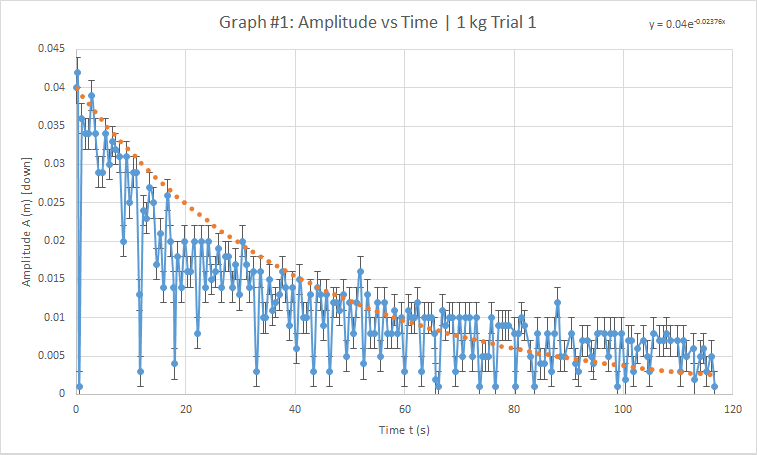 Graph #1: Amplitude vs Time | 1 kg Trial 1
y = 0.04e^-0.02376x
0.045
0.04
0.035
0.03
0.025
0.02
0.015
0.01
0.005
0
Amplitude A (m) [down]
0 20 40 60 80 100 120
Time t (s)